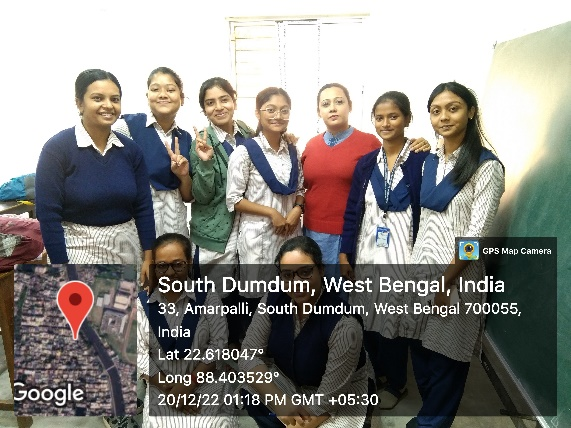 GPS Map Camera
South Dumdum, West Bengal, India
33, Amarpalli, South Dumdum, West Bengal 700055,
India
Lat 22.618047°
Long 88.403529°
20/12/22 01:18 PM GMT +05:30
Google